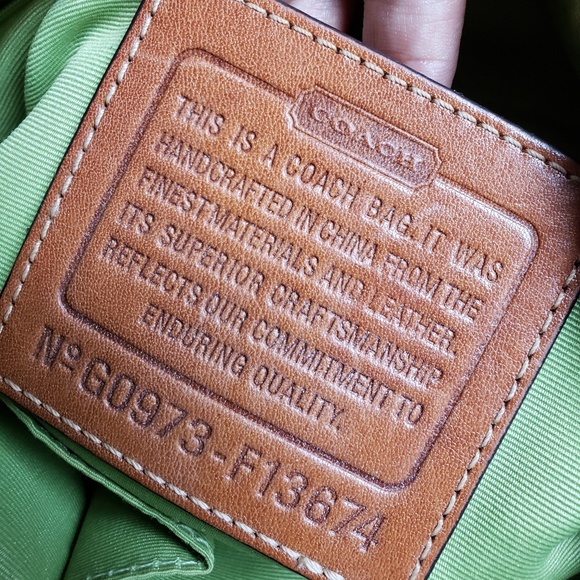 COACH
THIS IS A COACH BAG. IT WAS
HANDCRAFTED IN CHINA FROM THE
FINEST MATERIALS AND LEATHER.
ITS SUPERIOR CRAFTSMANSHIP
REFLECTS OUR COMMITMENT TO
ENDURING QUALITY.
Nº G0973-F13674